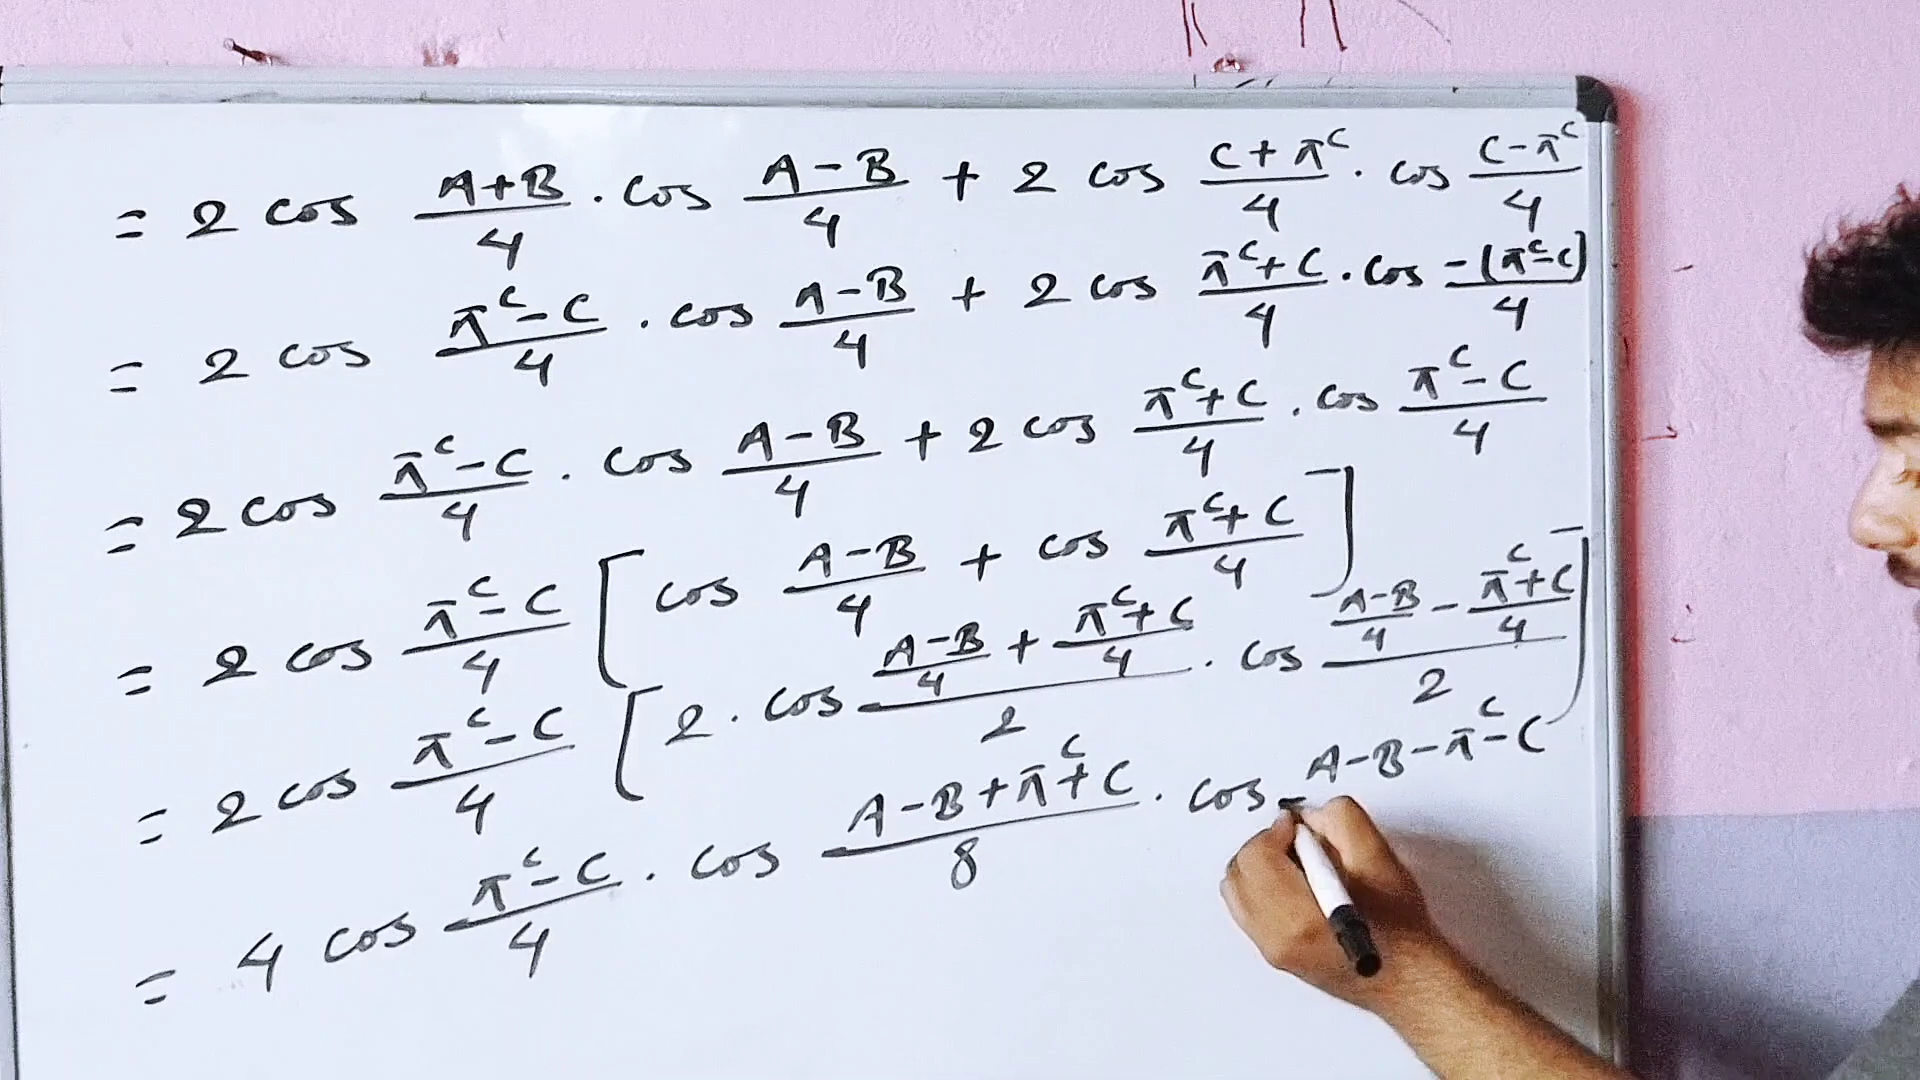 = 2 cos (A+B)/4 . cos (A-B)/4 + 2 cos (C+π^c)/4 . cos (C-π^c)/4
= 2 cos (π^c-C)/4 . cos (A-B)/4 + 2 cos (π^c+C)/4 . cos -(π^c-C)/4
= 2 cos (π^c-C)/4 . cos (A-B)/4 + 2 cos (π^c+C)/4 . cos (π^c-C)/4
= 2 cos (π^c-C)/4 [cos (A-B)/4 + cos (π^c+C)/4]
= 2 cos (π^c-C)/4 [2 . cos ((A-B)/4 + (π^c+C)/4)/2 . cos ((A-B)/4 - (π^c+C)/4)/2]
= 4 cos (π^c-C)/4 . cos (A-B+π^c+C)/8 . cos A-B-π^c-C